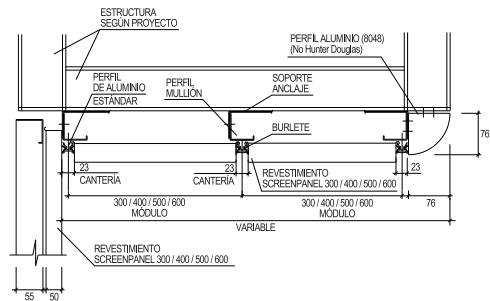 ESTRUCTURA
SEGÚN PROYECTO
PERFIL ALUMINIO (8048)
(No Hunter Douglas)
PERFIL
DE ALUMINIO
ESTÁNDAR
PERFIL
MULLIÓN
SOPORTE
ANCLAJE
BURLETE
76
23
CANTERÍA
23
CANTERÍA
REVESTIMIENTO
SCREENPANEL 300 / 400 / 500 / 600
23
300 / 400 / 500 / 600
MÓDULO
300 / 400 / 500 / 600
MÓDULO
76
VARIABLE
REVESTIMIENTO
SCREENPANEL 300 / 400 / 500 / 600
55
50